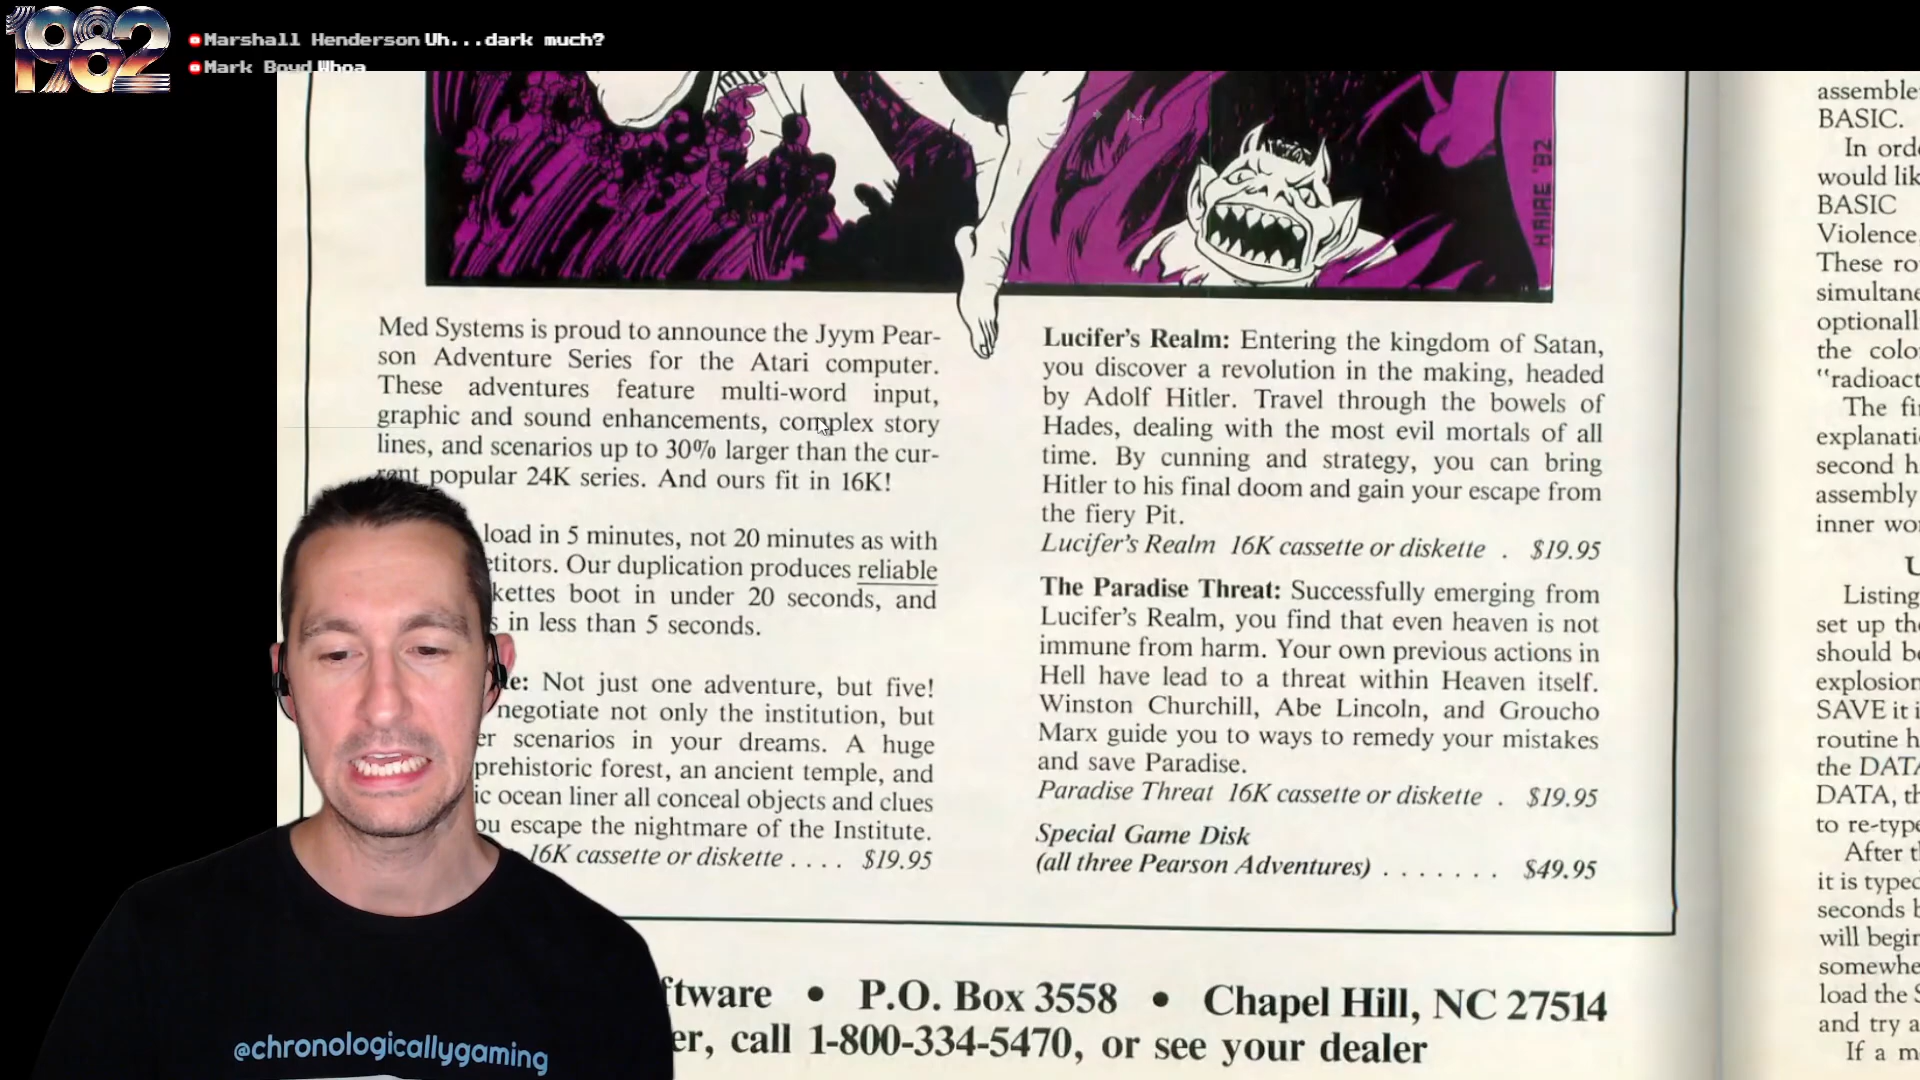 1982
Marshall Henderson Uh...dark much?
Mark Boyd Whoa
HAIRE '82
Med Systems is proud to announce the Jyym Pear-
son Adventure Series for the Atari computer.
These adventures feature multi-word input,
graphic and sound enhancements, complex story
lines, and scenarios up to 30% larger than the cur-
rent popular 24K series. And ours fit in 16K!
load in 5 minutes, not 20 minutes as with
etitors. Our duplication produces reliable
kettes boot in under 20 seconds, and
s in less than 5 seconds.
te: Not just one adventure, but five!
negotiate not only the institution, but
er scenarios in your dreams. A huge
prehistoric forest, an ancient temple, and
ic ocean liner all conceal objects and clues
ou escape the nightmare of the Institute.
16K cassette or diskette . . . . $19.95
Lucifer's Realm: Entering the kingdom of Satan,
you discover a revolution in the making, headed
by Adolf Hitler. Travel through the bowels of
Hades, dealing with the most evil mortals of all
time. By cunning and strategy, you can bring
Hitler to his final doom and gain your escape from
the fiery Pit.
Lucifer's Realm 16K cassette or diskette . $19.95
The Paradise Threat: Successfully emerging from
Lucifer's Realm, you find that even heaven is not
immune from harm. Your own previous actions in
Hell have lead to a threat within Heaven itself.
Winston Churchill, Abe Lincoln, and Groucho
Marx guide you to ways to remedy your mistakes
and save Paradise.
Paradise Threat 16K cassette or diskette . $19.95
Special Game Disk
(all three Pearson Adventures) . . . . . . . $49.95
ftware • P.O. Box 3558 • Chapel Hill, NC 27514
er, call 1-800-334-5470, or see your dealer
assemble
BASIC.
In orde
would lik
BASIC
Violence
These ro
simultane
optionall
the colo
"radioact
The fir
explanati
second h
assembly
inner wo
U
Listing
set up the
should be
explosion
SAVE it i
routine h
the DATA
DATA, th
to re-type
After th
it is typed
seconds b
will begin
somewhe
load the S
and try a
If a m
@chronologicallygaming